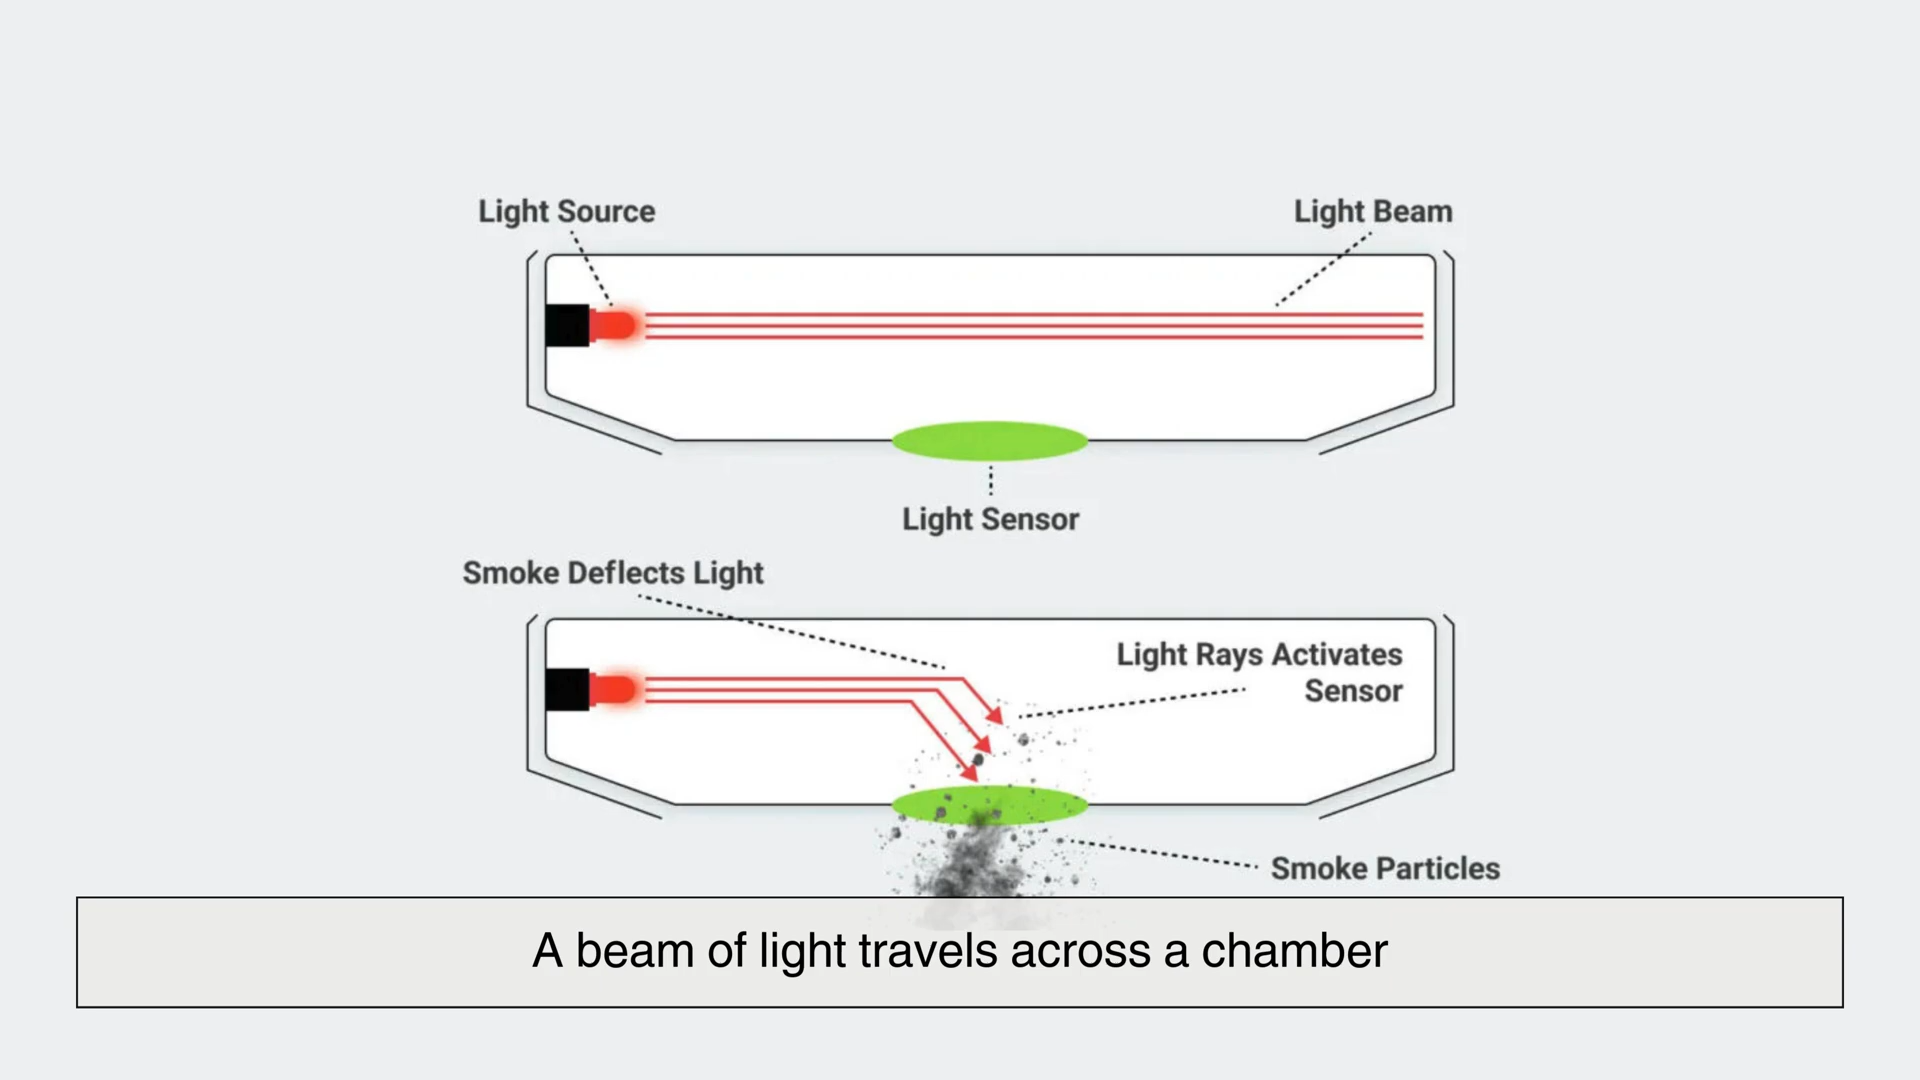 Light Source
Light Beam
Light Sensor
Smoke Deflects Light
Light Rays Activates
Sensor
Smoke Particles
A beam of light travels across a chamber